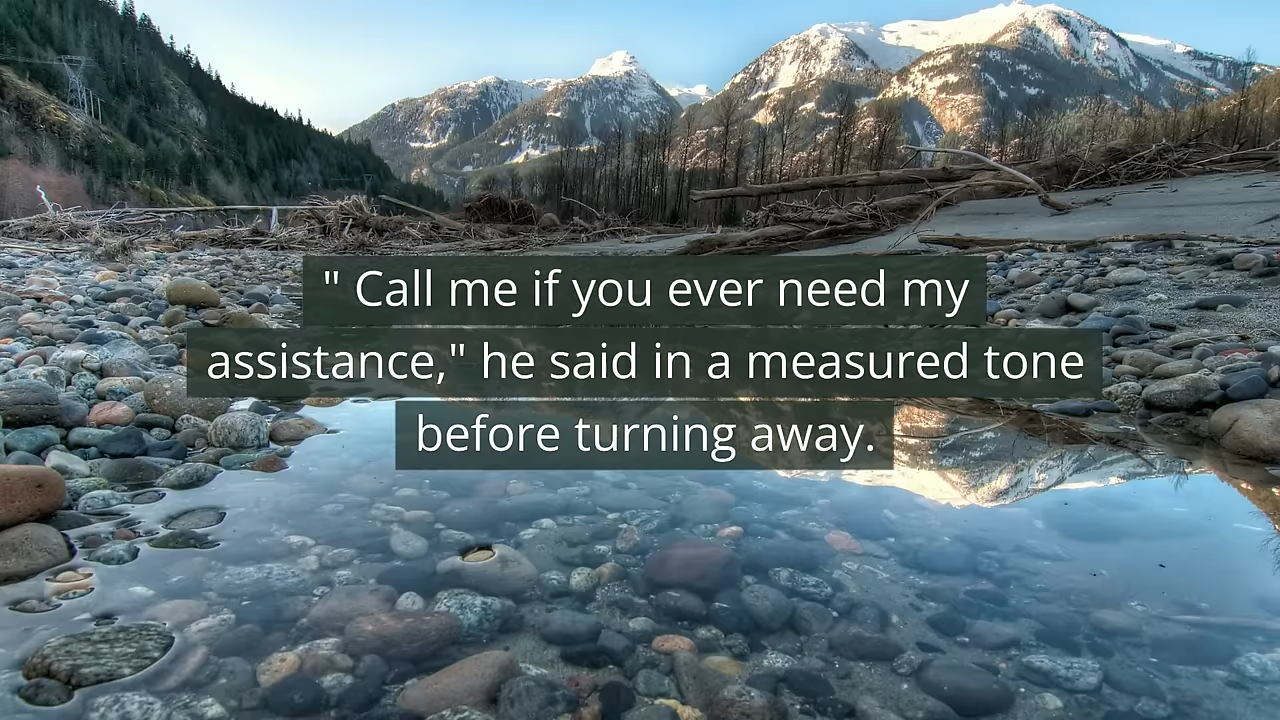 " Call me if you ever need my
assistance," he said in a measured tone
before turning away.